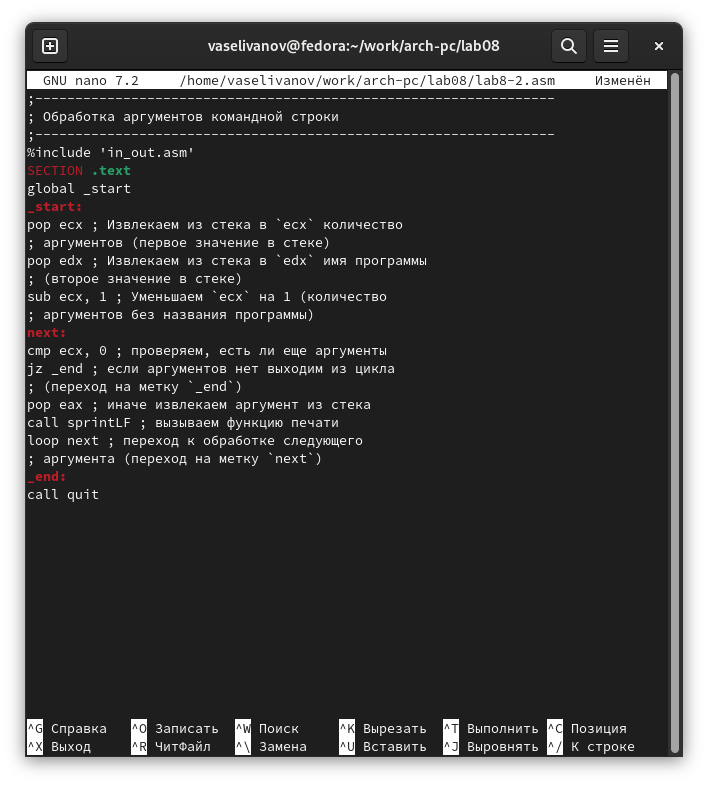 vaselivanov@fedora:~/work/arch-pc/lab08
GNU nano 7.2 /home/vaselivanov/work/arch-pc/lab08/lab8-2.asm Изменён
;-----------------------------------------------------------------
; Обработка аргументов командной строки
;-----------------------------------------------------------------
%include 'in_out.asm'
SECTION .text
global _start
_start:
pop ecx ; Извлекаем из стека в `ecx` количество
; аргументов (первое значение в стеке)
pop edx ; Извлекаем из стека в `edx` имя программы
; (второе значение в стеке)
sub ecx, 1 ; Уменьшаем `ecx` на 1 (количество
; аргументов без названия программы)
next:
cmp ecx, 0 ; проверяем, есть ли еще аргументы
jz _end ; если аргументов нет выходим из цикла
; (переход на метку `_end`)
pop eax ; иначе извлекаем аргумент из стека
call sprintLF ; вызываем функцию печати
loop next ; переход к обработке следующего
; аргумента (переход на метку `next`)
_end:
call quit
^G Справка ^O Записать ^W Поиск ^K Вырезать ^T Выполнить ^C Позиция
^X Выход ^R ЧитФайл ^\ Замена ^U Вставить ^J Выровнять ^/ К строке